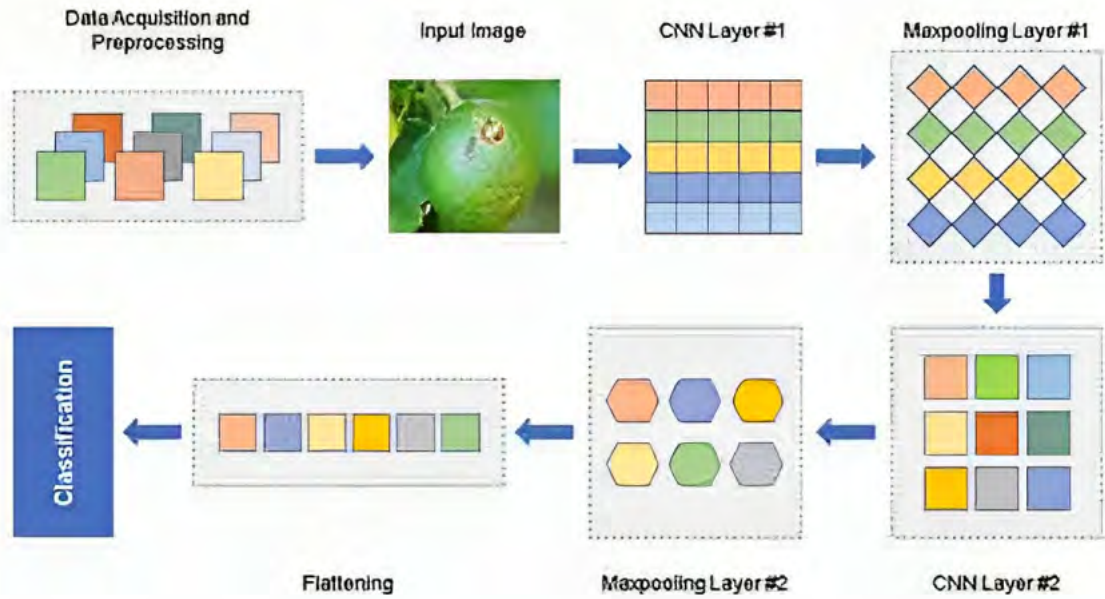 Data Acquisition and
Preprocessing
Input Image
CNN Layer #1
Maxpooling Layer #1
Classification
Flattening
Maxpooling Layer #2
CNN Layer #2